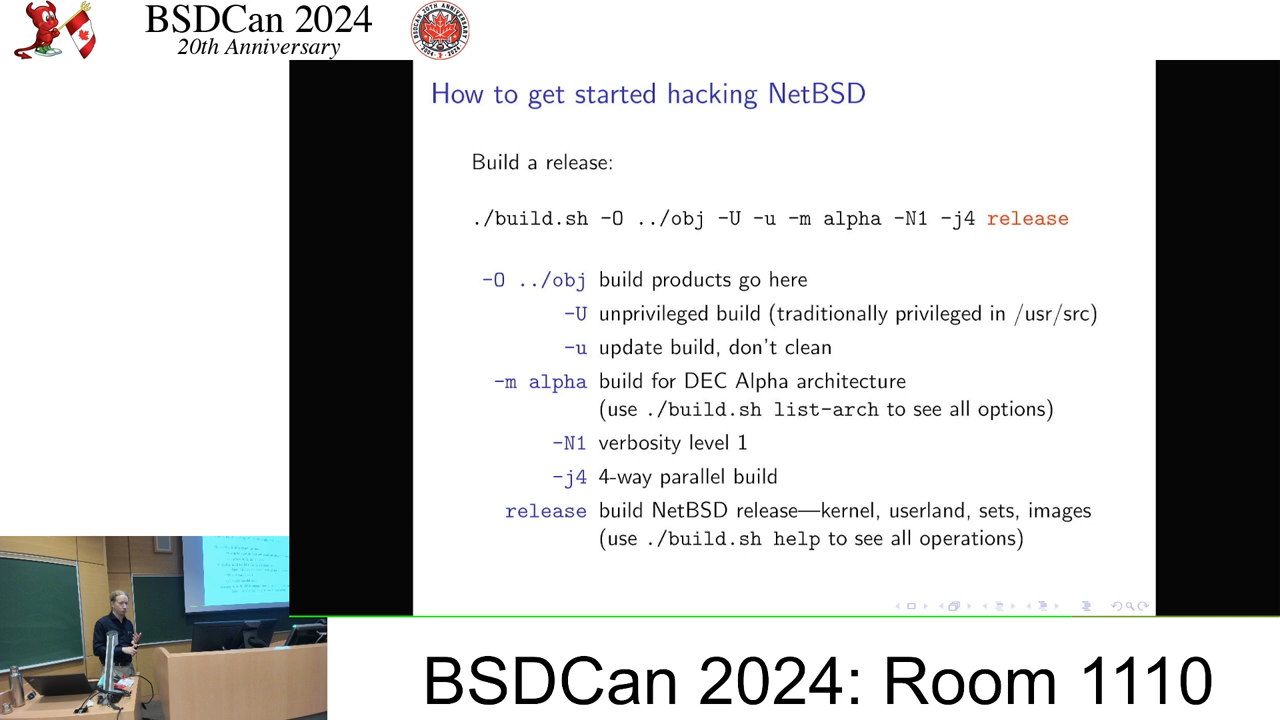 BSDCan 2024
20th Anniversary
How to get started hacking NetBSD
Build a release:
./build.sh -O ../obj -U -u -m alpha -N1 -j4 release
-O ../obj build products go here
-U unprivileged build (traditionally privileged in /usr/src)
-u update build, don't clean
-m alpha build for DEC Alpha architecture
(use ./build.sh list-arch to see all options)
-N1 verbosity level 1
-j4 4-way parallel build
release build NetBSD release—kernel, userland, sets, images
(use ./build.sh help to see all operations)
BSDCan 2024: Room 1110